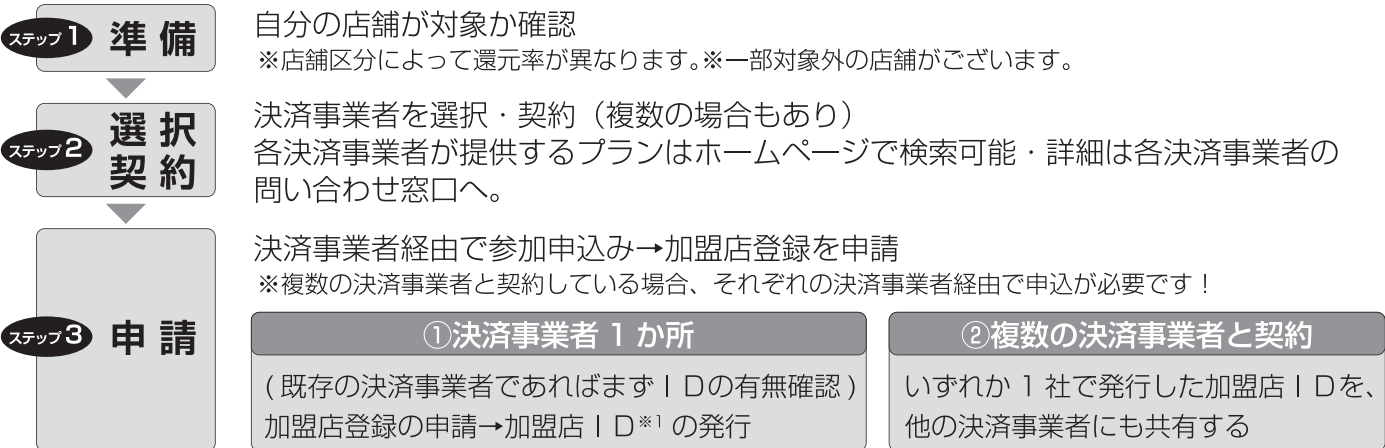 ステップ1 準備
自分の店舗が対象か確認
※店舗区分によって還元率が異なります。※一部対象外の店舗がございます。
ステップ2 選択
契約
決済事業者を選択・契約（複数の場合もあり）
各決済事業者が提供するプランはホームページで検索可能・詳細は各決済事業者の
問い合わせ窓口へ。
ステップ3 申請
決済事業者経由で参加申込み→加盟店登録を申請
※複数の決済事業者と契約している場合、それぞれの決済事業者経由で申込が必要です！
①決済事業者1か所
(既存の決済事業者であればまずIDの有無確認)
加盟店登録の申請→加盟店ID※1の発行
②複数の決済事業者と契約
いずれか1社で発行した加盟店IDを、
他の決済事業者にも共有する